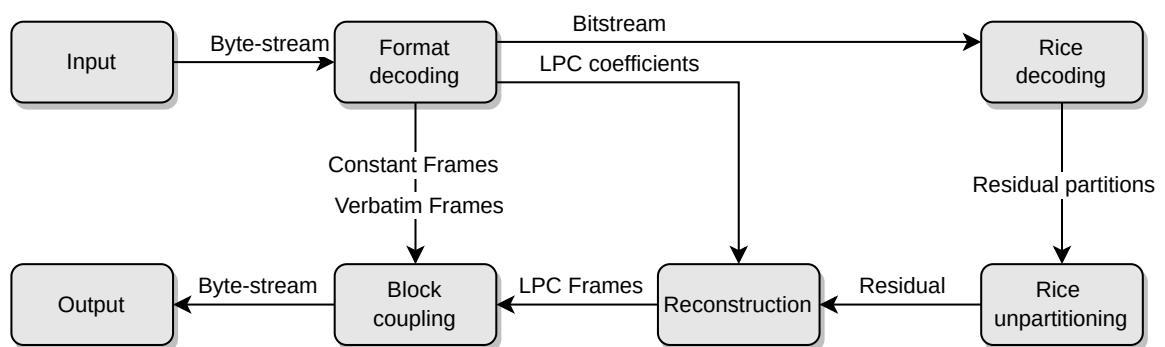 Bitstream
Input
Byte-stream
Format
decoding
LPC coefficients
Rice
decoding
Constant Frames
Verbatim Frames
Residual partitions
Output
Byte-stream
Block
coupling
LPC Frames
Reconstruction
Residual
Rice
unpartitioning